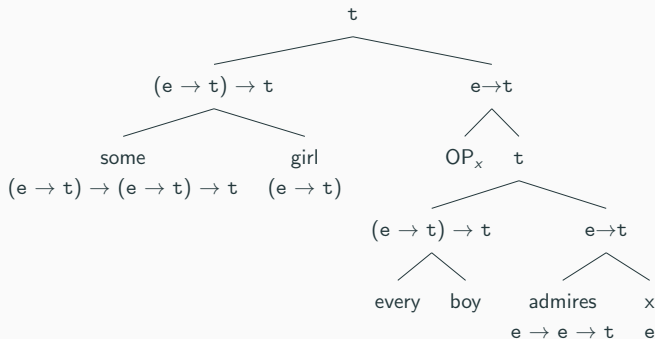 t
(e → t) → t e→t
some girl OPₓ t
(e → t) → (e → t) → t (e → t)
(e → t) → t e→t
every boy admires x
e → e → t e